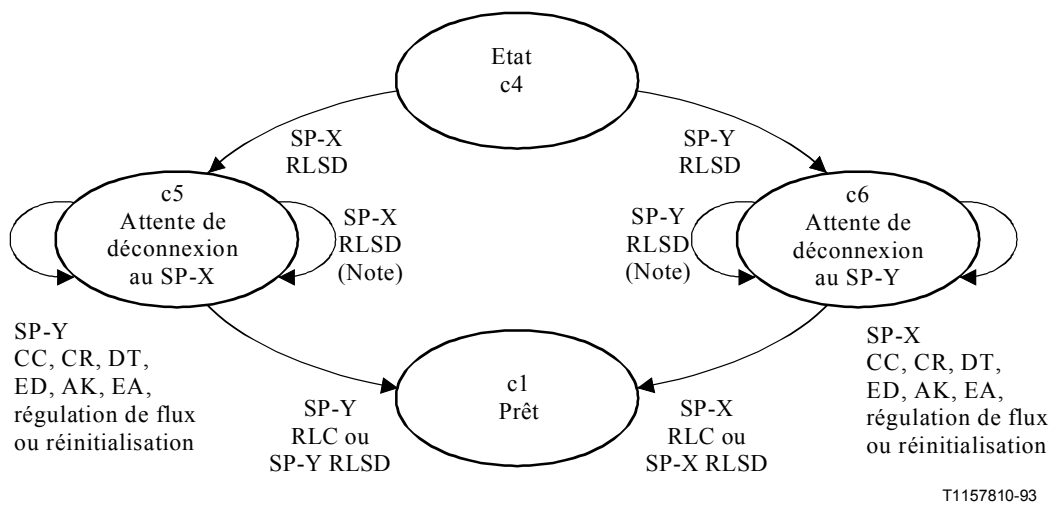 Etat
c4
SP-X
RLSD
SP-Y
RLSD
c5
Attente de
déconnexion
au SP-X
SP-X
RLSD
(Note)
SP-Y
RLSD
(Note)
c6
Attente de
déconnexion
au SP-Y
SP-Y
CC, CR, DT,
ED, AK, EA,
régulation de flux
ou réinitialisation
c1
Prêt
SP-X
CC, CR, DT,
ED, AK, EA,
régulation de flux
ou réinitialisation
SP-Y
RLC ou
SP-Y RLSD
SP-X
RLC ou
SP-X RLSD
T1157810-93